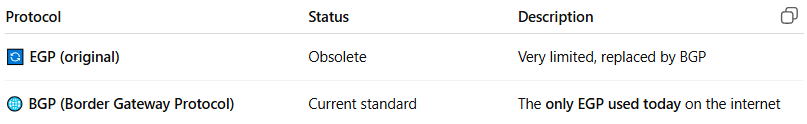 Protocol Status Description
EGP (original) Obsolete Very limited, replaced by BGP
BGP (Border Gateway Protocol) Current standard The only EGP used today on the internet